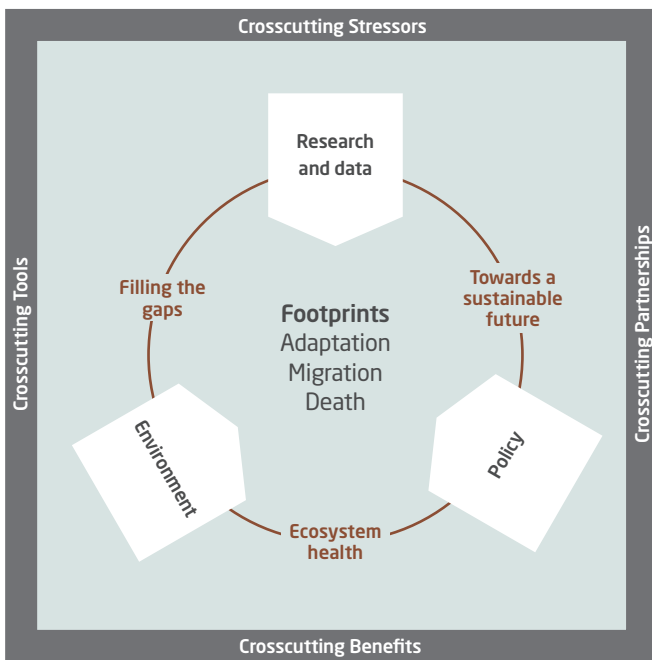 Crosscutting Stressors
Research
and data
Crosscutting Tools
Filling the
gaps
Towards a
sustainable
future
Crosscutting Partnerships
Footprints
Adaptation
Migration
Death
Environment
Policy
Ecosystem
health
Crosscutting Benefits